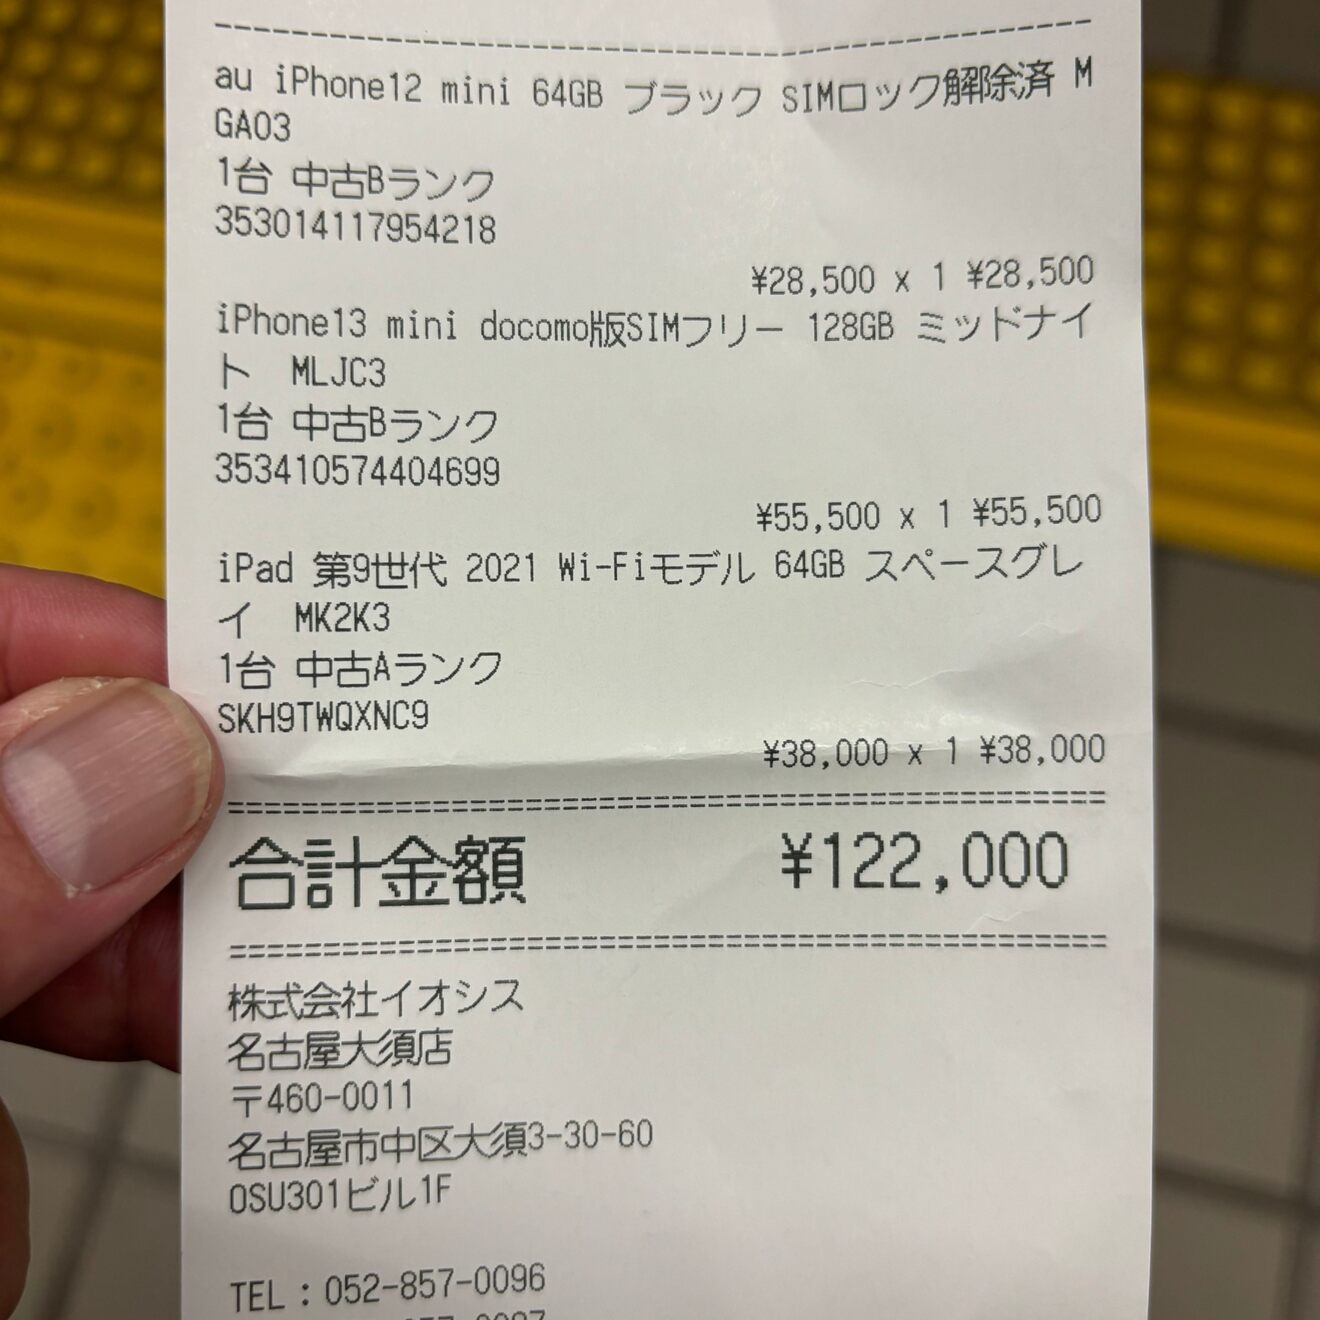 au iPhone12 mini 64GB ブラック SIMロック解除済 M
GA03
1台 中古Bランク
353014117954218
¥28,500 x 1 ¥28,500
iPhone13 mini docomo版SIMフリー 128GB ミッドナイ
ト MLJC3
1台 中古Bランク
353410574404699
¥55,500 x 1 ¥55,500
iPad 第9世代 2021 Wi-Fiモデル 64GB スペースグレ
イ MK2K3
1台 中古Aランク
SKH9TWQXNC9
¥38,000 x 1 ¥38,000
合計金額 ¥122,000
株式会社イオシス
名古屋大須店
〒460-0011
名古屋市中区大須3-30-60
OSU301ビル1F
TEL : 052-857-0096